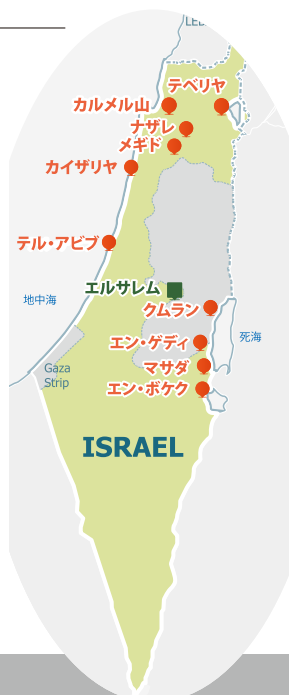 LEB
テベリヤ
カルメル山
ナザレ
メギド
カイザリヤ
テル・アビブ
エルサレム
地中海
クムラン
死海
エン・ゲディ
Gaza
Strip
マサダ
エン・ボケク
ISRAEL